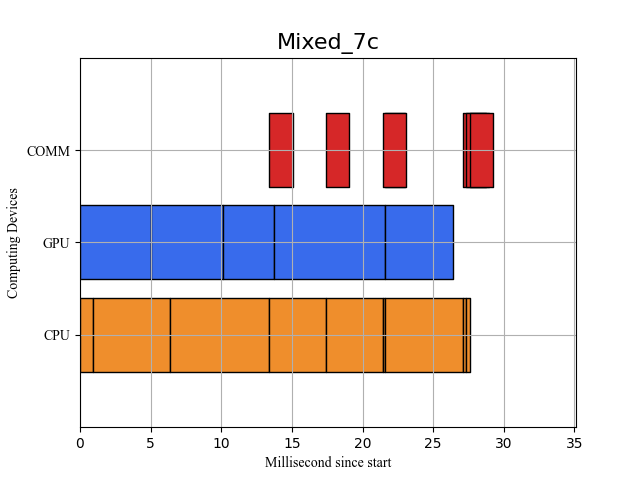 Mixed_7c
COMM
GPU
CPU
Computing Devices
0 5 10 15 20 25 30 35
Millisecond since start